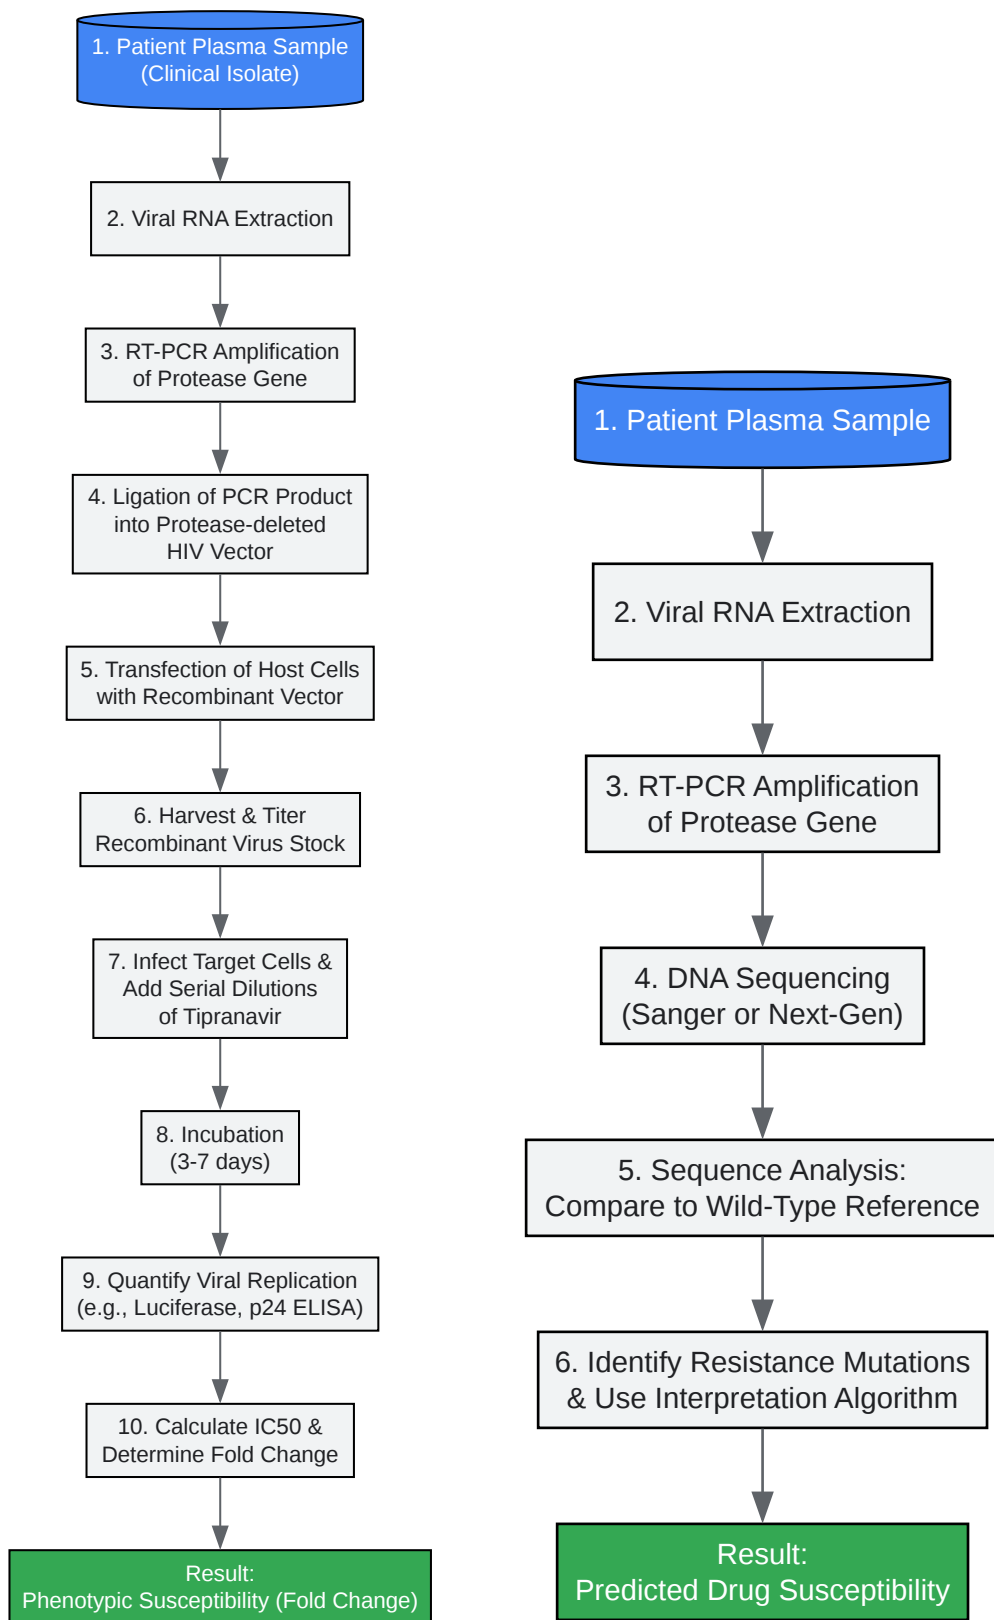 1. Patient Plasma Sample
(Clinical Isolate)
2. Viral RNA Extraction
3. RT-PCR Amplification
of Protease Gene
4. Ligation of PCR Product
into Protease-deleted
HIV Vector
5. Transfection of Host Cells
with Recombinant Vector
6. Harvest & Titer
Recombinant Virus Stock
7. Infect Target Cells &
Add Serial Dilutions
of Tipranavir
8. Incubation
(3-7 days)
9. Quantify Viral Replication
(e.g., Luciferase, p24 ELISA)
10. Calculate IC50 &
Determine Fold Change
Result:
Phenotypic Susceptibility (Fold Change)
1. Patient Plasma Sample
2. Viral RNA Extraction
3. RT-PCR Amplification
of Protease Gene
4. DNA Sequencing
(Sanger or Next-Gen)
5. Sequence Analysis:
Compare to Wild-Type Reference
6. Identify Resistance Mutations
& Use Interpretation Algorithm
Result:
Predicted Drug Susceptibility